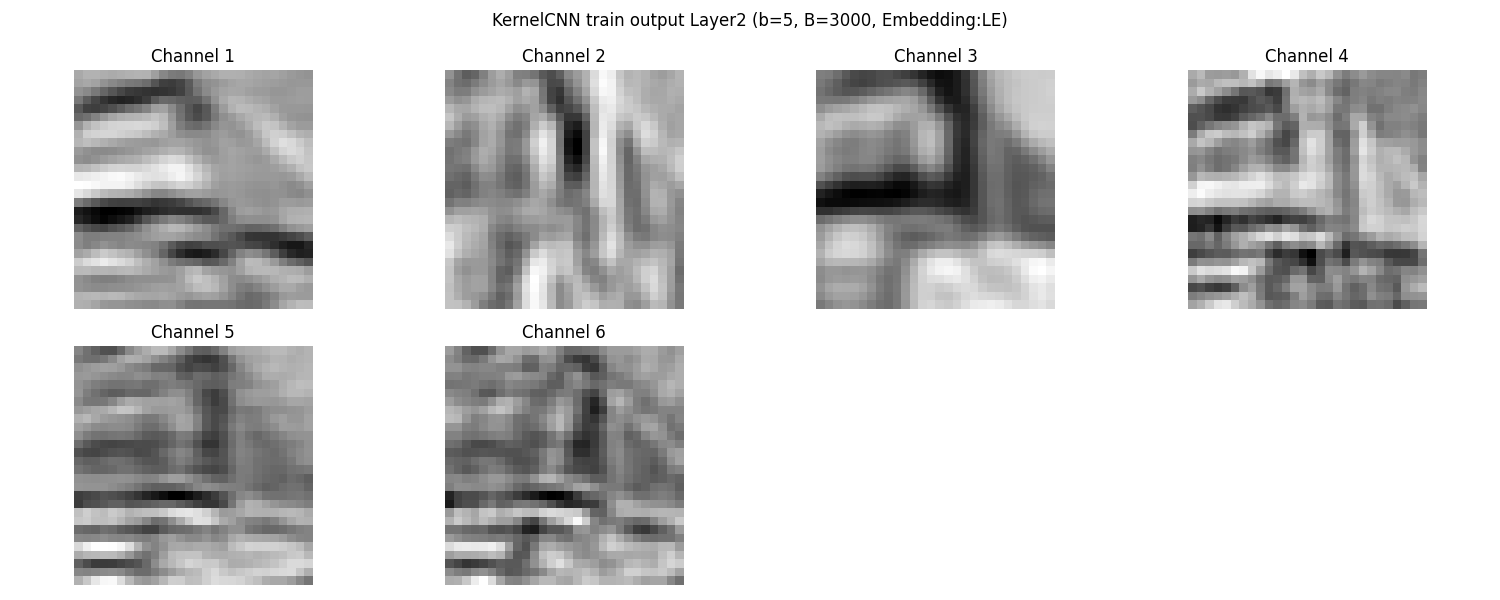 KernelCNN train output Layer2 (b=5, B=3000, Embedding:LE)
Channel 1
Channel 2
Channel 3
Channel 4
Channel 5
Channel 6